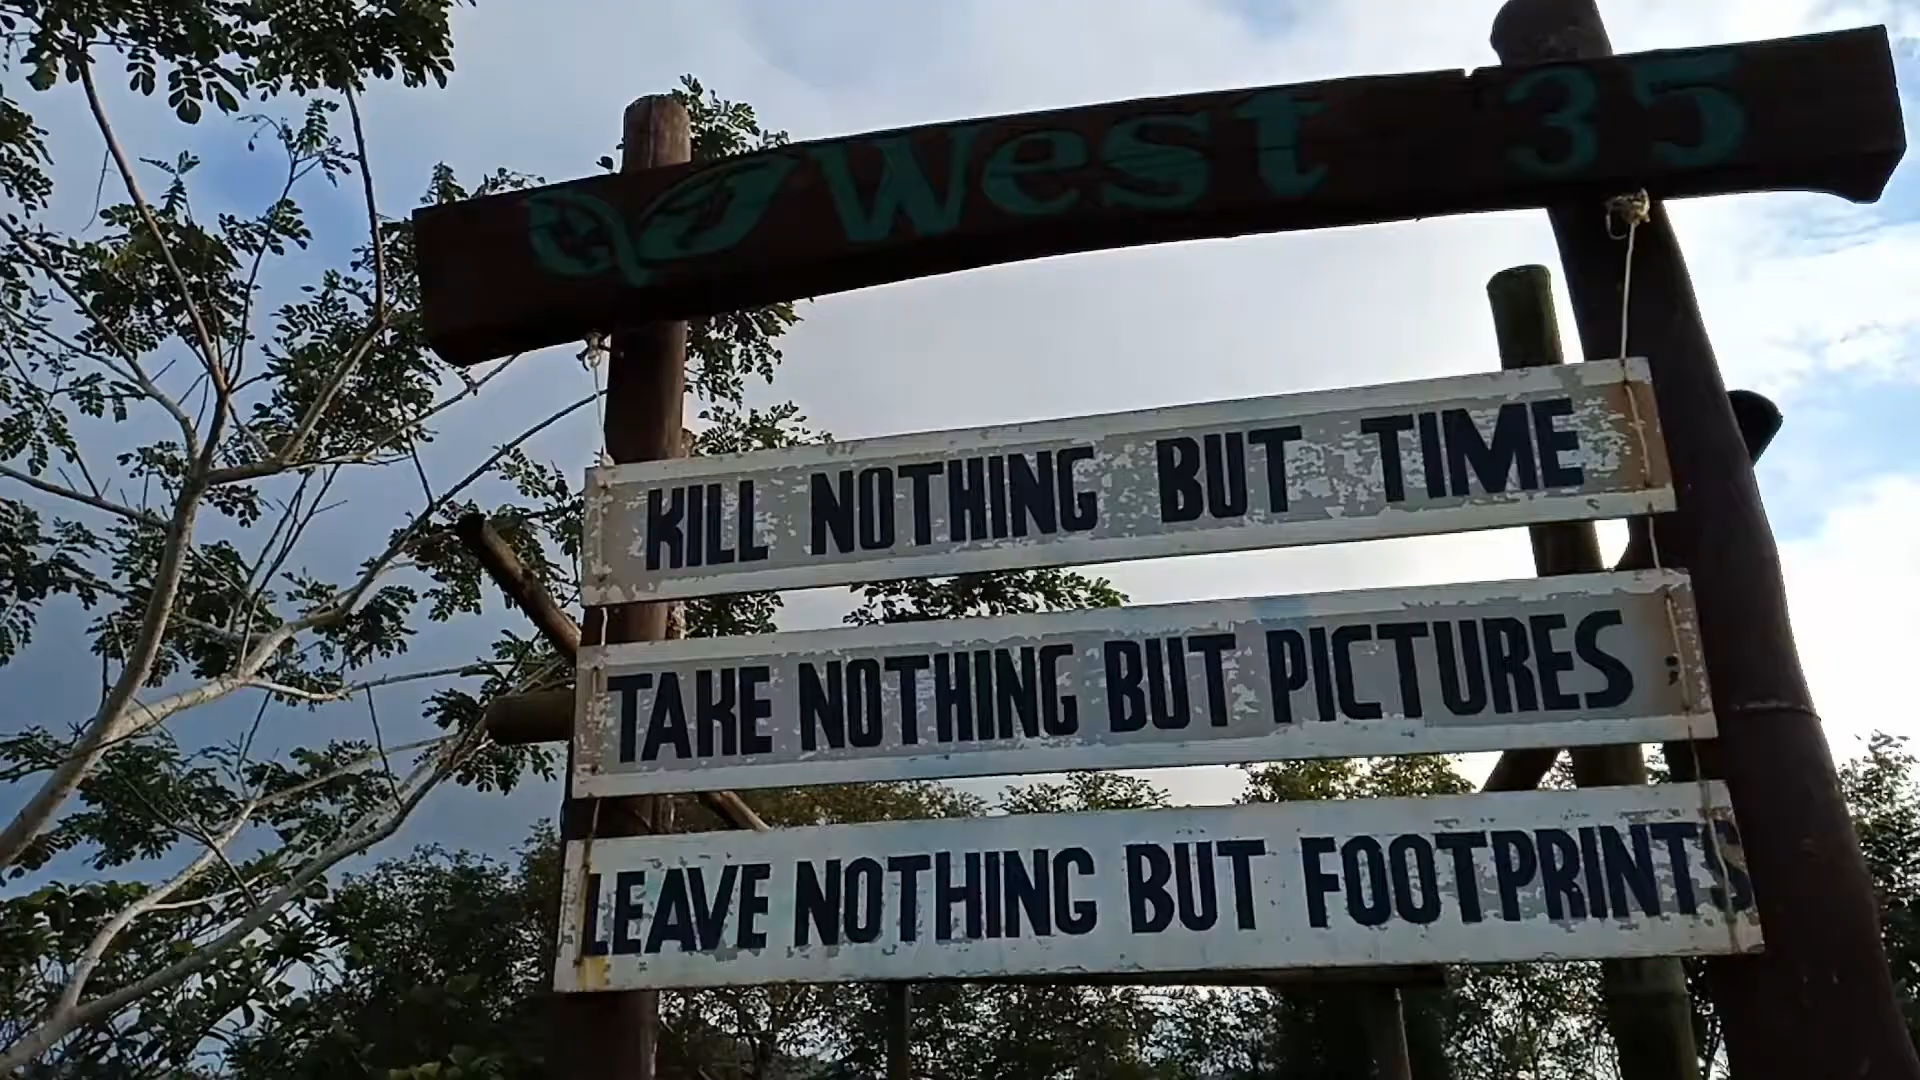 West 35
KILL NOTHING BUT TIME
TAKE NOTHING BUT PICTURES ;
LEAVE NOTHING BUT FOOTPRINTS